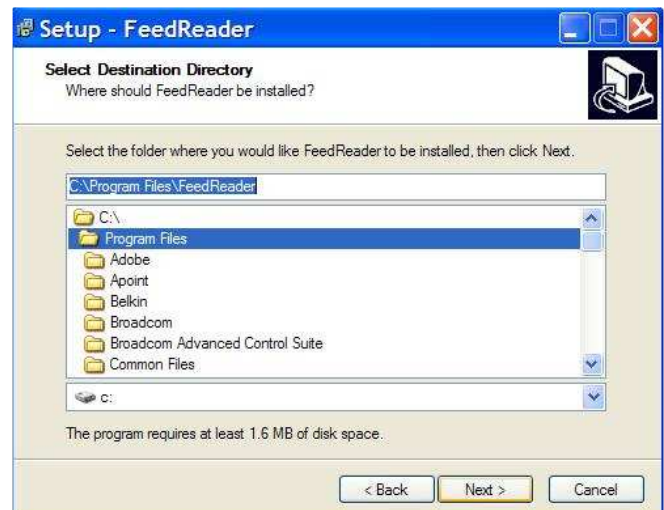 Setup - FeedReader
Select Destination Directory
Where should FeedReader be installed?
Select the folder where you would like FeedReader to be installed, then click Next.
C:\Program Files\FeedReader
C:\
Program Files
Adobe
Apoint
Belkin
Broadcom
Broadcom Advanced Control Suite
Common Files
c:
The program requires at least 1.6 MB of disk space.
< Back Next > Cancel